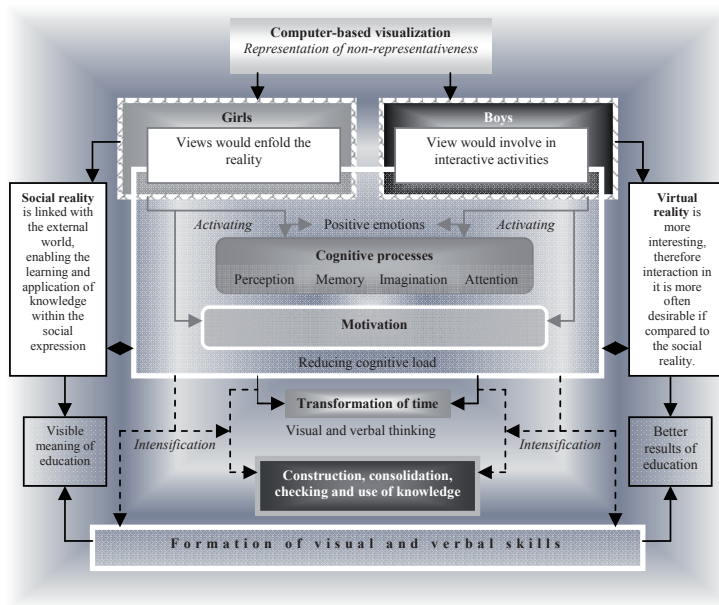 Computer-based visualization
Representation of non-representativeness
Girls
Boys
Views would enfold the
reality
View would involve in
interactive activities
Social reality
is linked with
the external
world,
enabling the
learning and
application of
knowledge
within the
social
expression
Virtual
reality is
more
interesting,
therefore
interaction in
it is more
often
desirable if
compared to
the social
reality.
Activating
Positive emotions
Activating
Cognitive processes
Perception Memory Imagination Attention
Motivation
Reducing cognitive load
Transformation of time
Visual and verbal thinking
Visible
meaning of
education
Intensification
Intensification
Better
results of
education
Construction, consolidation,
checking and use of knowledge
Formation of visual and verbal skills